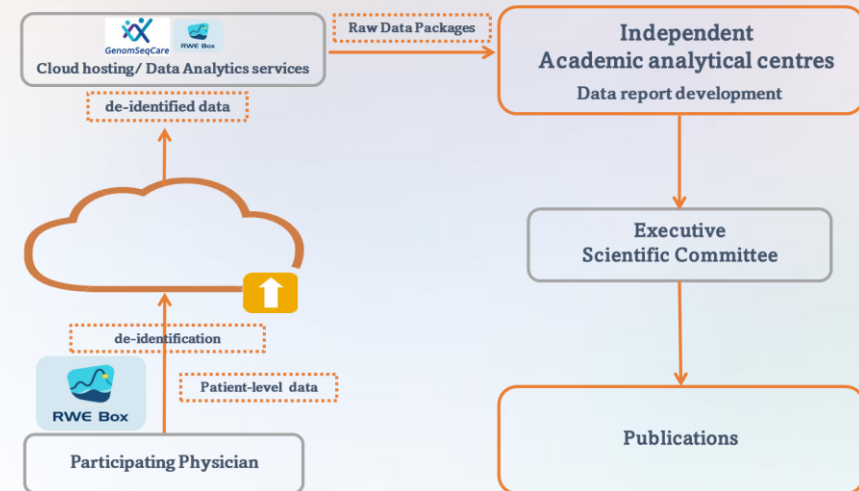 GenomSeqCare
RWE Box
Cloud hosting/ Data Analytics services
de-identified data
Raw Data Packages
Independent
Academic analytical centres
Data report development
Executive
Scientific Committee
de-identification
Patient-level data
RWE Box
Participating Physician
Publications